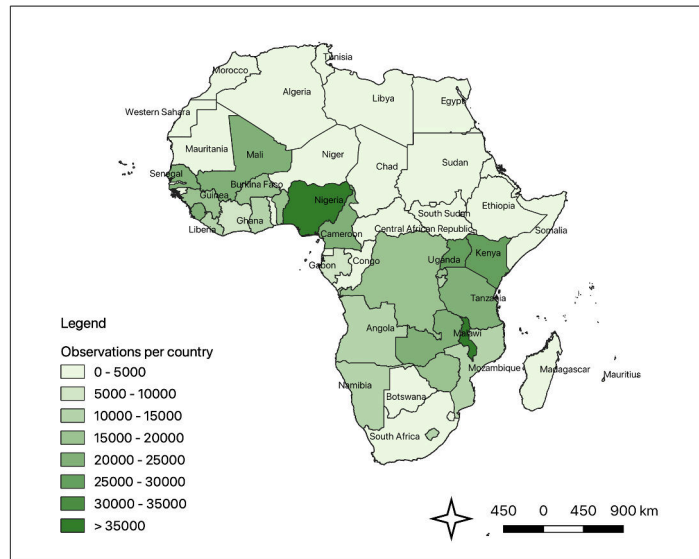 Tunisia
Morocco
Algeria
Libya
Egypt
Western Sahara
Mauritania
Mali
Niger
Chad
Sudan
Senegal
Burkina Faso
Guinea
Nigeria
Ethiopia
South Sudan
Ghana
Liberia
Central African Republic
Cameroon
Somalia
Kenya
Uganda
Congo
Gabon
Tanzania
Angola
Malawi
Mozambique
Madagascar
Mauritius
Namibia
Botswana
South Africa
Legend
Observations per country
0 - 5000
5000 - 10000
10000 - 15000
15000 - 20000
20000 - 25000
25000 - 30000
30000 - 35000
> 35000
450 0 450 900 km